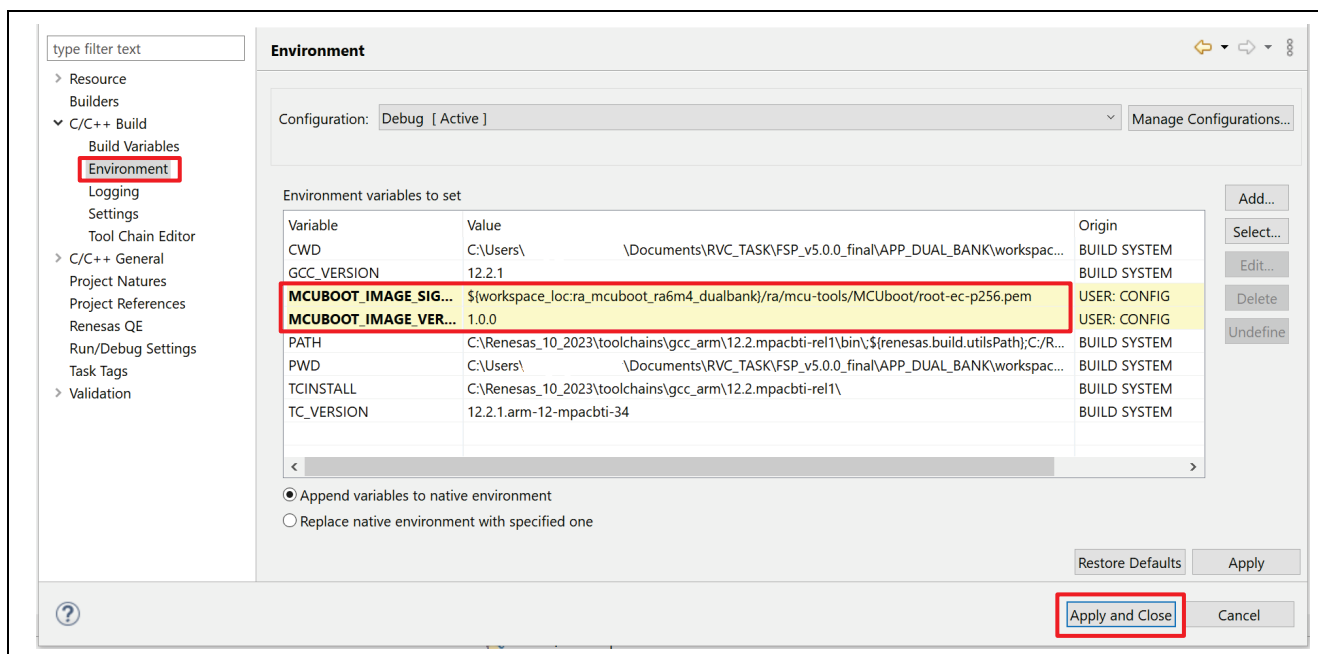 type filter text
Resource
Builders
C/C++ Build
Build Variables
Environment
Logging
Settings
Tool Chain Editor
C/C++ General
Project Natures
Project References
Renesas QE
Run/Debug Settings
Task Tags
Validation
Environment
Configuration: Debug [ Active ] Manage Configurations...
Environment variables to set
Variable Value Origin
CWD C:\Users\ \Documents\RVC_TASK\FSP_v5.0.0_final\APP_DUAL_BANK\workspac... BUILD SYSTEM
GCC_VERSION 12.2.1 BUILD SYSTEM
MCUBOOT_IMAGE_SIG... ${workspace_loc:ra_mcuboot_ra6m4_dualbank}/ra/mcu-tools/MCUboot/root-ec-p256.pem USER: CONFIG
MCUBOOT_IMAGE_VER... 1.0.0 USER: CONFIG
PATH C:\Renesas_10_2023\toolchains\gcc_arm\12.2.mpacbti-rel1\bin\;${renesas.build.utilsPath};C:/R... BUILD SYSTEM
PWD C:\Users\ \Documents\RVC_TASK\FSP_v5.0.0_final\APP_DUAL_BANK\workspac... BUILD SYSTEM
TCINSTALL C:\Renesas_10_2023\toolchains\gcc_arm\12.2.mpacbti-rel1\ BUILD SYSTEM
TC_VERSION 12.2.1.arm-12-mpacbti-34 BUILD SYSTEM
Add...
Select...
Edit...
Delete
Undefine
Append variables to native environment
Replace native environment with specified one
Restore Defaults Apply
? Apply and Close Cancel